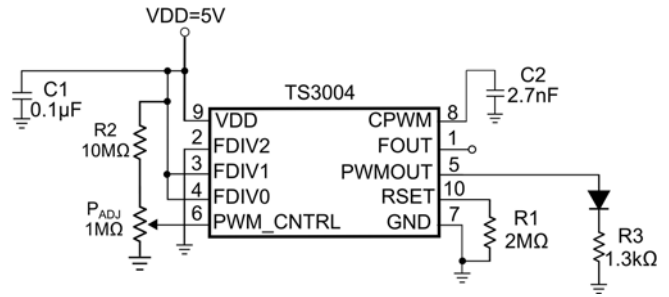 VDD=5V
C1
0.1µF
TS3004
C2
2.7nF
R2
10MΩ
PADJ
1MΩ
9 VDD
2 FDIV2
3 FDIV1
4 FDIV0
6 PWM_CNTRL
CPWM 8
FOUT 1
PWMOUT 5
RSET 10
GND 7
R1
2MΩ
R3
1.3kΩ